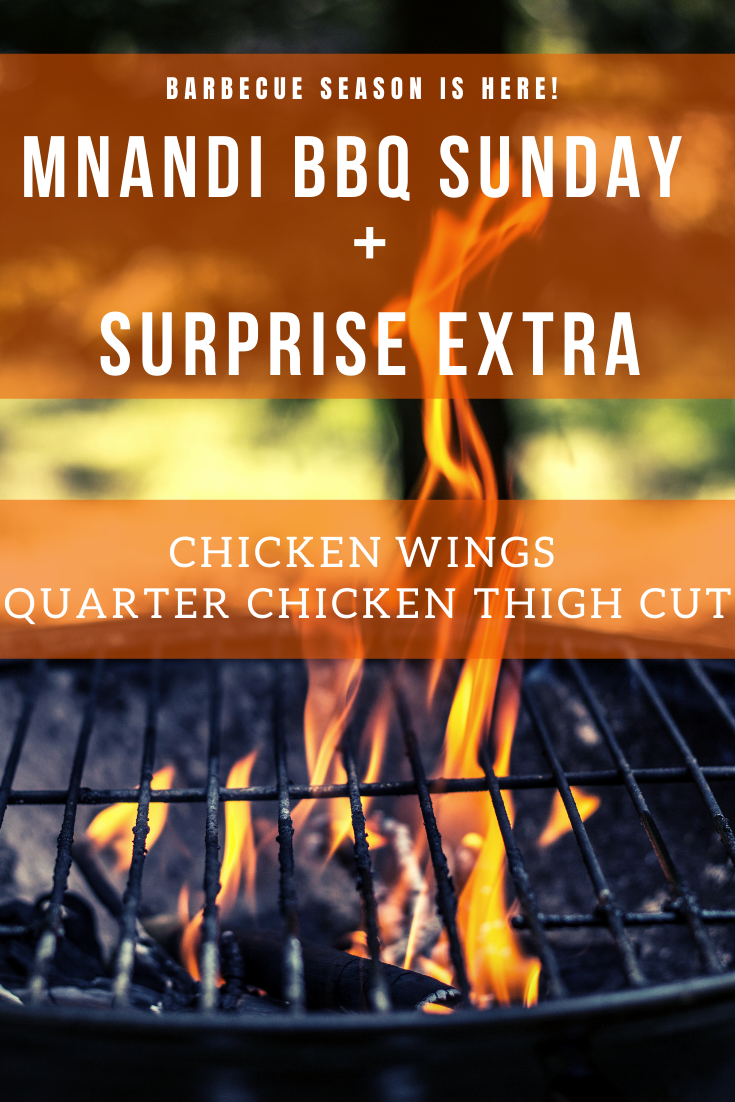 BARBECUE SEASON IS HERE!
MNANDI BBQ SUNDAY
+
SURPRISE EXTRA
CHICKEN WINGS
QUARTER CHICKEN THIGH CUT